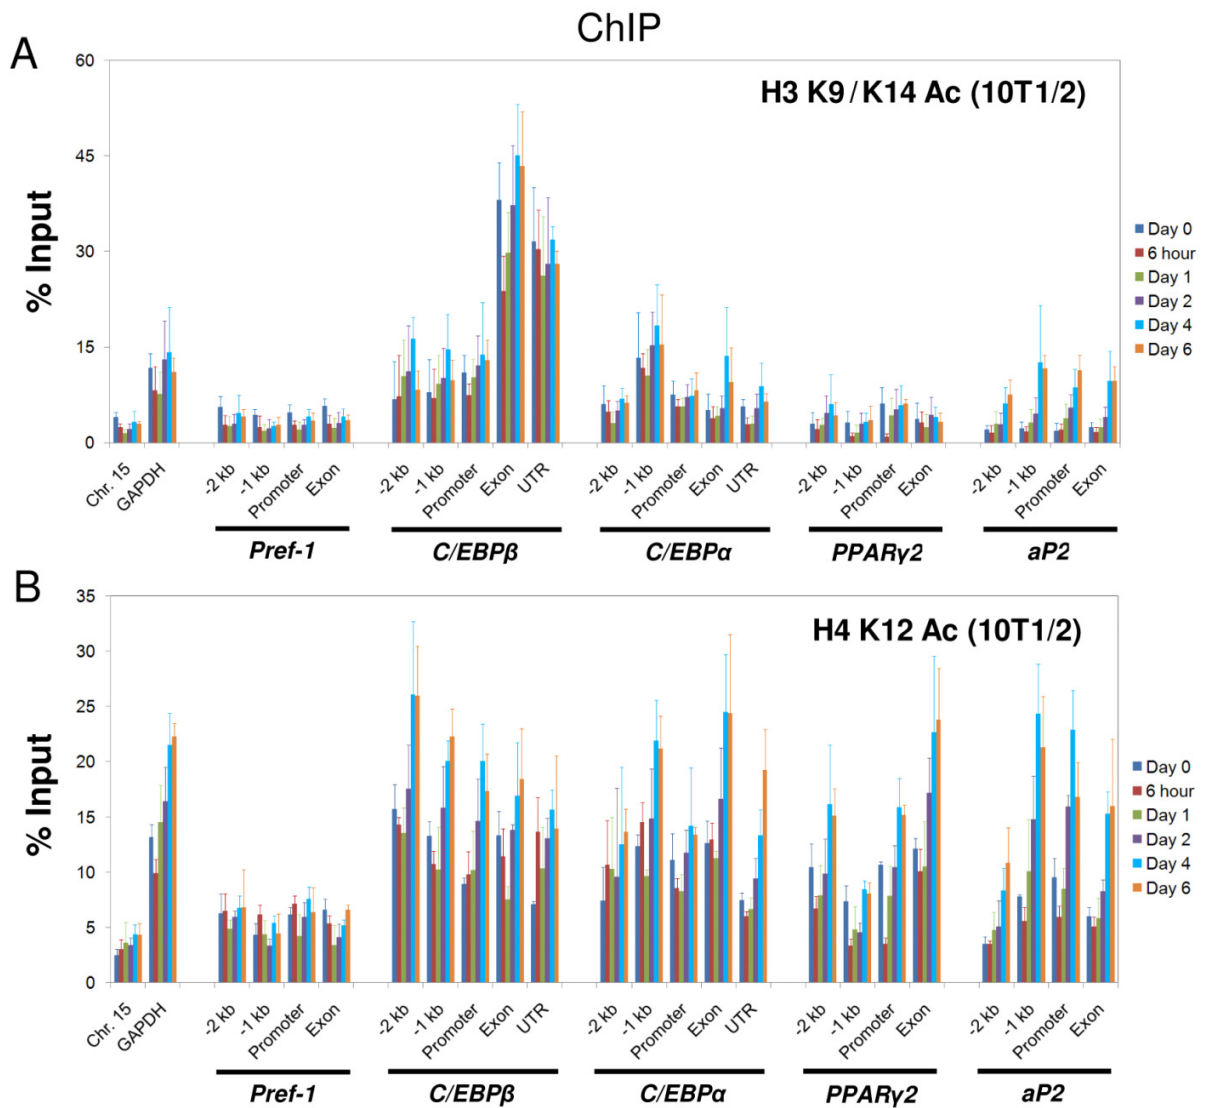 ChIP
A
H3 K9 / K14 Ac (10T1/2)
% Input
60
45
30
15
0
Day 0
6 hour
Day 1
Day 2
Day 4
Day 6
Chr. 15
GAPDH
-2 kb
-1 kb
Promoter
Exon
-2 kb
-1 kb
Promoter
Exon
UTR
-2 kb
-1 kb
Promoter
Exon
UTR
-2 kb
-1 kb
Promoter
Exon
-2 kb
-1 kb
Promoter
Exon
Pref-1
C/EBPβ
C/EBPα
PPARγ2
aP2
B
H4 K12 Ac (10T1/2)
% Input
35
30
25
20
15
10
5
0
Day 0
6 hour
Day 1
Day 2
Day 4
Day 6
Chr. 15
GAPDH
-2 kb
-1 kb
Promoter
Exon
-2 kb
-1 kb
Promoter
Exon
UTR
-2 kb
-1 kb
Promoter
Exon
UTR
-2 kb
-1 kb
Promoter
Exon
-2 kb
-1 kb
Promoter
Exon
Pref-1
C/EBPβ
C/EBPα
PPARγ2
aP2